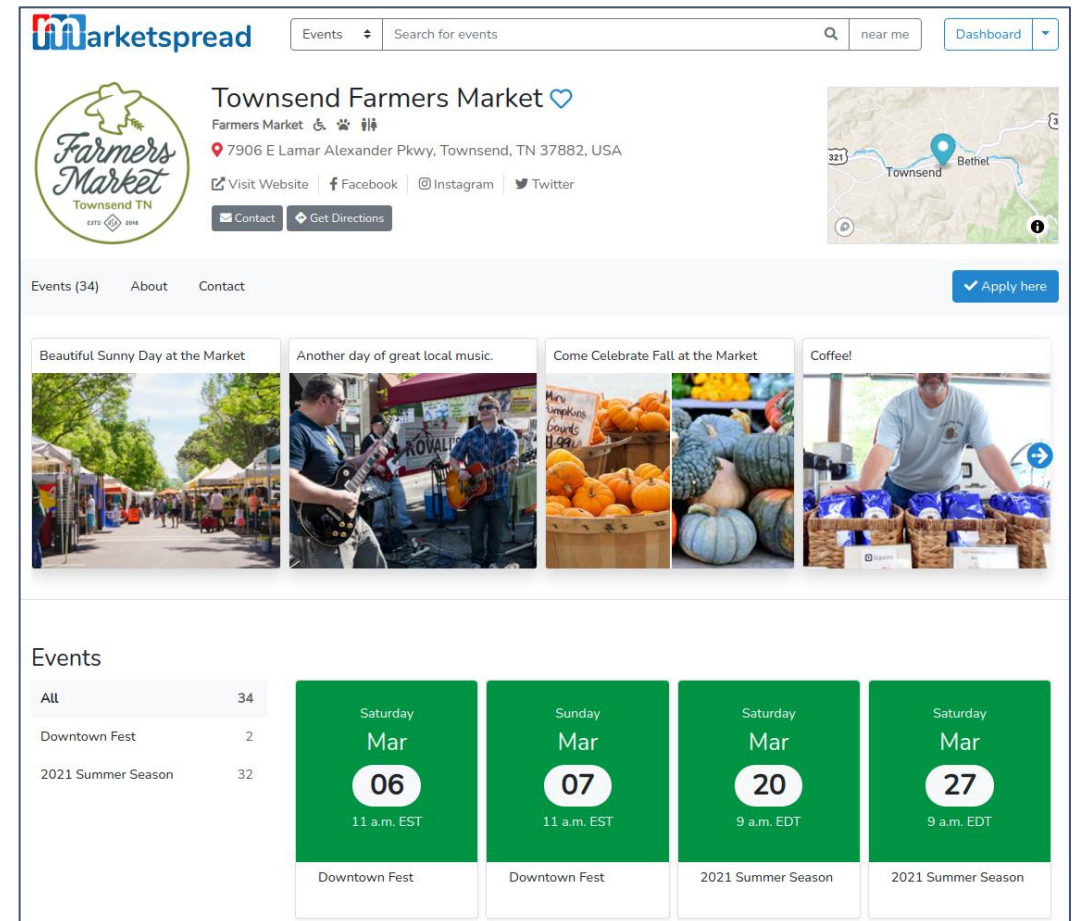 marketspread
Events
Search for events
near me
Dashboard
Farmers
Market
Townsend TN
ESTD USA 2048
Townsend Farmers Market
Farmers Market
7906 E Lamar Alexander Pkwy, Townsend, TN 37882, USA
Visit Website
Facebook
Instagram
Twitter
Contact
Get Directions
321
Townsend
Bethel
Events (34)
About
Contact
Apply here
Beautiful Sunny Day at the Market
Another day of great local music.
Come Celebrate Fall at the Market
Coffee!
Mini
Pumpkins
Gourds
ROVALI'S
Events
All 34
Downtown Fest 2
2021 Summer Season 32
Saturday
Mar
06
11 a.m. EST
Downtown Fest
Sunday
Mar
07
11 a.m. EST
Downtown Fest
Saturday
Mar
20
9 a.m. EDT
2021 Summer Season
Saturday
Mar
27
9 a.m. EDT
2021 Summer Season